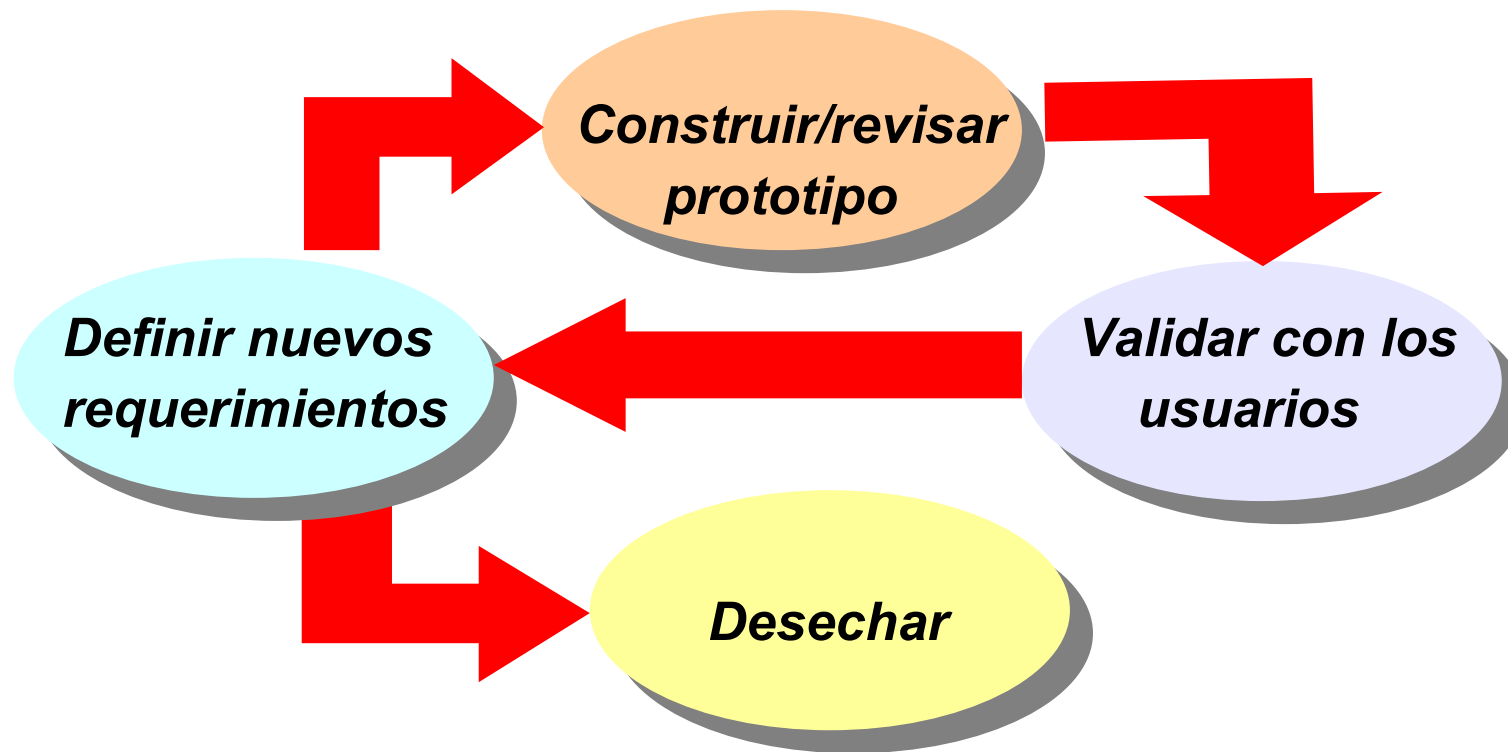 Construir/revisar
prototipo
Definir nuevos
requerimientos
Validar con los
usuarios
Desechar